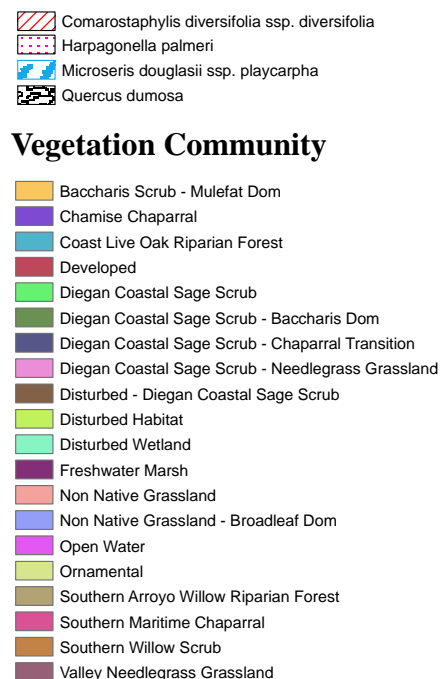 Comarostaphylis diversifolia ssp. diversifolia
Harpagonella palmeri
Microseris douglasii ssp. playcarpha
Quercus dumosa
Vegetation Community
Baccharis Scrub - Mulefat Dom
Chamise Chaparral
Coast Live Oak Riparian Forest
Developed
Diegan Coastal Sage Scrub
Diegan Coastal Sage Scrub - Baccharis Dom
Diegan Coastal Sage Scrub - Chaparral Transition
Diegan Coastal Sage Scrub - Needlegrass Grassland
Disturbed - Diegan Coastal Sage Scrub
Disturbed Habitat
Disturbed Wetland
Freshwater Marsh
Non Native Grassland
Non Native Grassland - Broadleaf Dom
Open Water
Ornamental
Southern Arroyo Willow Riparian Forest
Southern Maritime Chaparral
Southern Willow Scrub
Valley Needlegrass Grassland